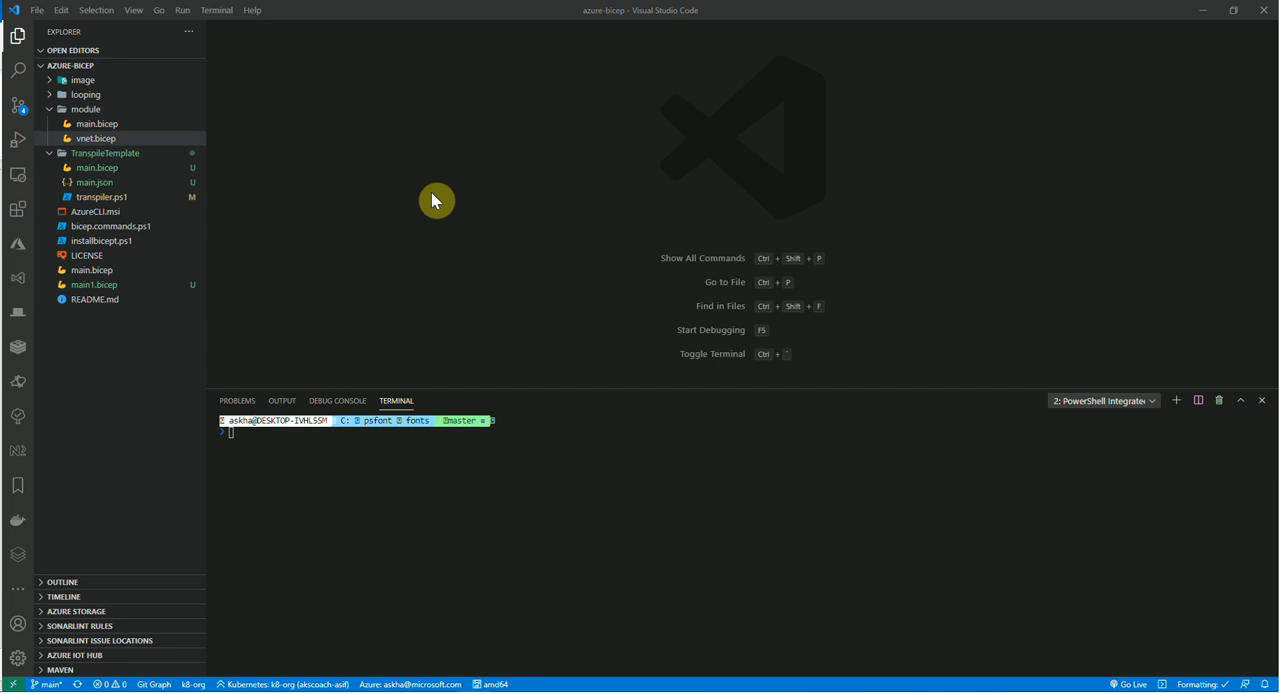 File Edit Selection View Go Run Terminal Help azure-bicep - Visual Studio Code
EXPLORER
OPEN EDITORS
AZURE-BICEP
image
looping
module
main.bicep
vnet.bicep
TranspileTemplate
main.bicep U
main.json U
transpiler.ps1 M
AzureCLI.msi
bicep.commands.ps1
installbicept.ps1
LICENSE
main.bicep
main1.bicep U
README.md
4
Show All Commands Ctrl + Shift + P
Go to File Ctrl + P
Find in Files Ctrl + Shift + F
Start Debugging F5
Toggle Terminal Ctrl + `
PROBLEMS OUTPUT DEBUG CONSOLE TERMINAL 2: PowerShell Integrated
askha@DESKTOP-IVHL5SM C: psfont fonts master ≡
OUTLINE
TIMELINE
AZURE STORAGE
SONARLINT RULES
SONARLINT ISSUE LOCATIONS
AZURE IOT HUB
MAVEN
main* 0 0 Git Graph k8-org Kubernetes: k8-org (akscoach-asif) Azure: askha@microsoft.com amd64 Go Live Formatting: ✓